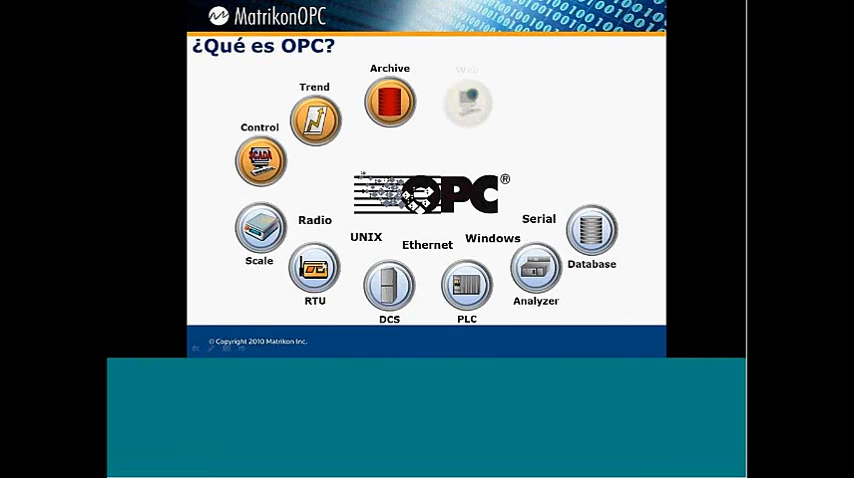 MatrikonOPC
¿Qué es OPC?
Archive
Web
Trend
Control
SCADA
OPC®
Radio
UNIX
Ethernet
Windows
Serial
Scale
RTU
DCS
PLC
Analyzer
Database
© Copyright 2010 Matrikon Inc.